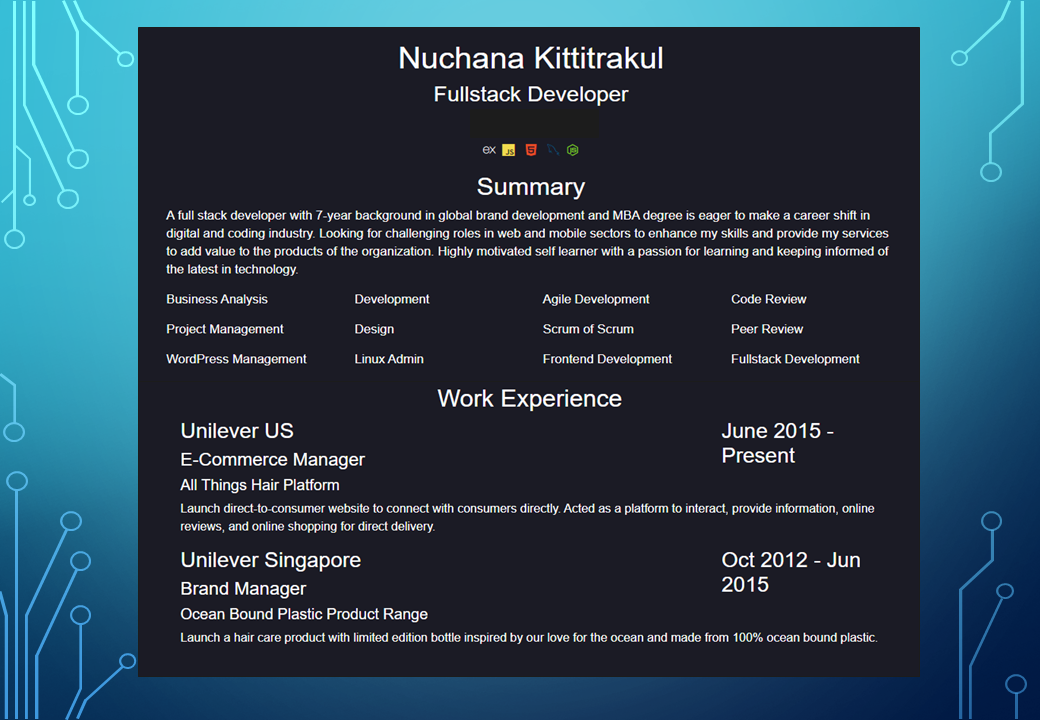 Nuchana Kittitrakul
Fullstack Developer
ex JS 5 JS
Summary
A full stack developer with 7-year background in global brand development and MBA degree is eager to make a career shift in
digital and coding industry. Looking for challenging roles in web and mobile sectors to enhance my skills and provide my services
to add value to the products of the organization. Highly motivated self learner with a passion for learning and keeping informed of
the latest in technology.
Business Analysis Development Agile Development Code Review
Project Management Design Scrum of Scrum Peer Review
WordPress Management Linux Admin Frontend Development Fullstack Development
Work Experience
Unilever US June 2015 -
Present
E-Commerce Manager
All Things Hair Platform
Launch direct-to-consumer website to connect with consumers directly. Acted as a platform to interact, provide information, online
reviews, and online shopping for direct delivery.
Unilever Singapore Oct 2012 - Jun
2015
Brand Manager
Ocean Bound Plastic Product Range
Launch a hair care product with limited edition bottle inspired by our love for the ocean and made from 100% ocean bound plastic.